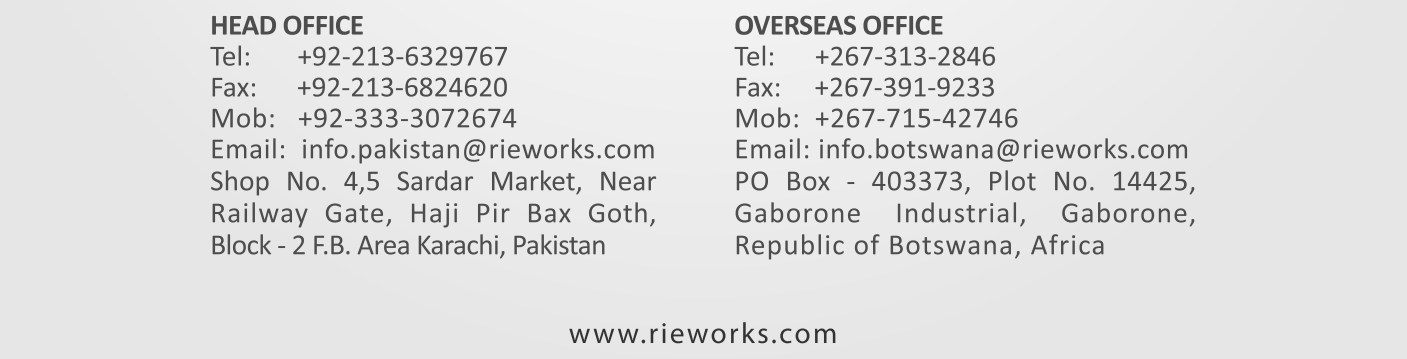 HEAD OFFICE
Tel: +92-213-6329767
Fax: +92-213-6824620
Mob: +92-333-3072674
Email: info.pakistan@rieworks.com
Shop No. 4,5 Sardar Market, Near
Railway Gate, Haji Pir Bax Goth,
Block - 2 F.B. Area Karachi, Pakistan
OVERSEAS OFFICE
Tel: +267-313-2846
Fax: +267-391-9233
Mob: +267-715-42746
Email: info.botswana@rieworks.com
PO Box - 403373, Plot No. 14425,
Gaborone Industrial, Gaborone,
Republic of Botswana, Africa
www.rieworks.com